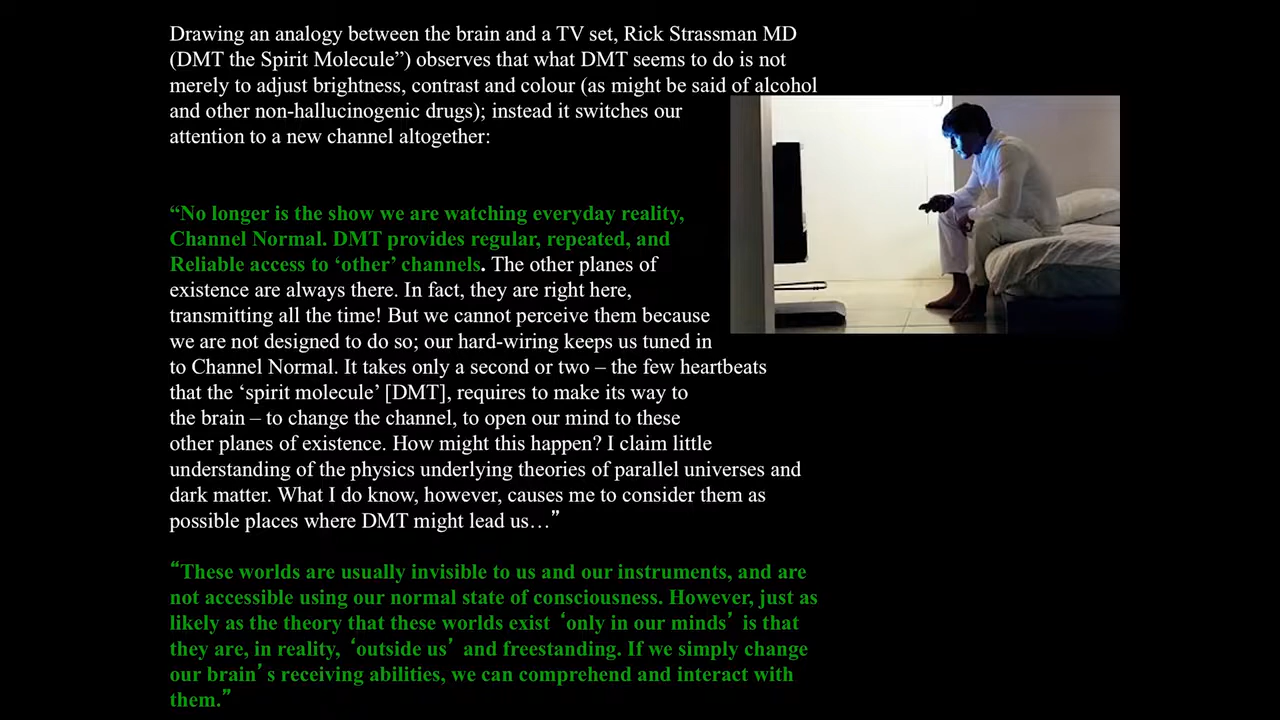 Drawing an analogy between the brain and a TV set, Rick Strassman MD
(DMT the Spirit Molecule”) observes that what DMT seems to do is not
merely to adjust brightness, contrast and colour (as might be said of alcohol
and other non-hallucinogenic drugs); instead it switches our
attention to a new channel altogether:
“No longer is the show we are watching everyday reality,
Channel Normal. DMT provides regular, repeated, and
Reliable access to ‘other’ channels. The other planes of
existence are always there. In fact, they are right here,
transmitting all the time! But we cannot perceive them because
we are not designed to do so; our hard-wiring keeps us tuned in
to Channel Normal. It takes only a second or two – the few heartbeats
that the ‘spirit molecule’ [DMT], requires to make its way to
the brain – to change the channel, to open our mind to these
other planes of existence. How might this happen? I claim little
understanding of the physics underlying theories of parallel universes and
dark matter. What I do know, however, causes me to consider them as
possible places where DMT might lead us…”
“These worlds are usually invisible to us and our instruments, and are
not accessible using our normal state of consciousness. However, just as
likely as the theory that these worlds exist ‘only in our minds’ is that
they are, in reality, ‘outside us’ and freestanding. If we simply change
our brain’s receiving abilities, we can comprehend and interact with
them.”